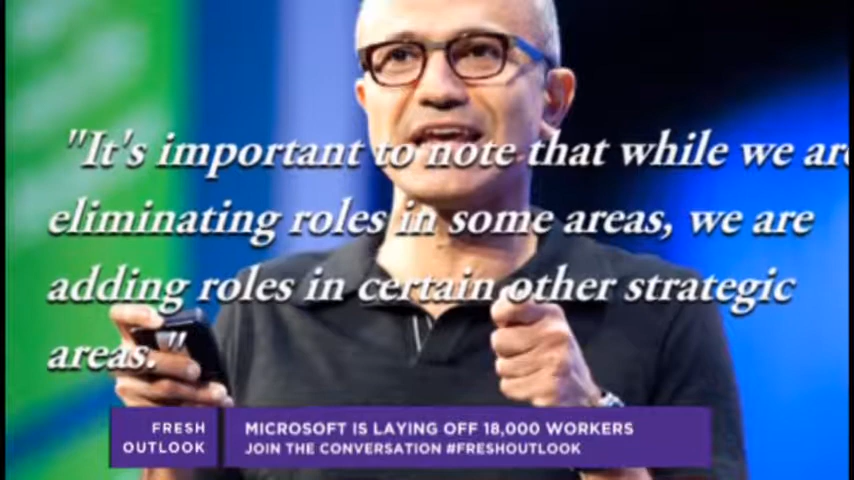 "It's important to note that while we are
eliminating roles in some areas, we are
adding roles in certain other strategic
areas."
FRESH
OUTLOOK
MICROSOFT IS LAYING OFF 18,000 WORKERS
JOIN THE CONVERSATION #FRESHOUTLOOK